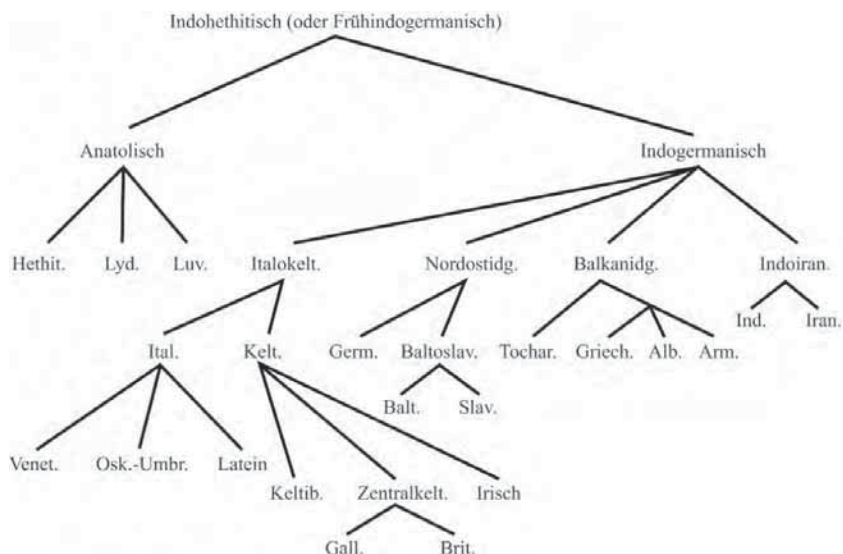 Indohethitisch (oder Frühindogermanisch)
Anatolisch Indogermanisch
Hethit. Lyd. Luv. Italokelt. Nordostidg. Balkanidg. Indoiran.
Ind. Iran.
Ital. Kelt. Germ. Baltoslav. Tochar. Griech. Alb. Arm.
Balt. Slav.
Venet. Osk.-Umbr. Latein
Keltib. Zentralkelt. Irisch
Gall. Brit.